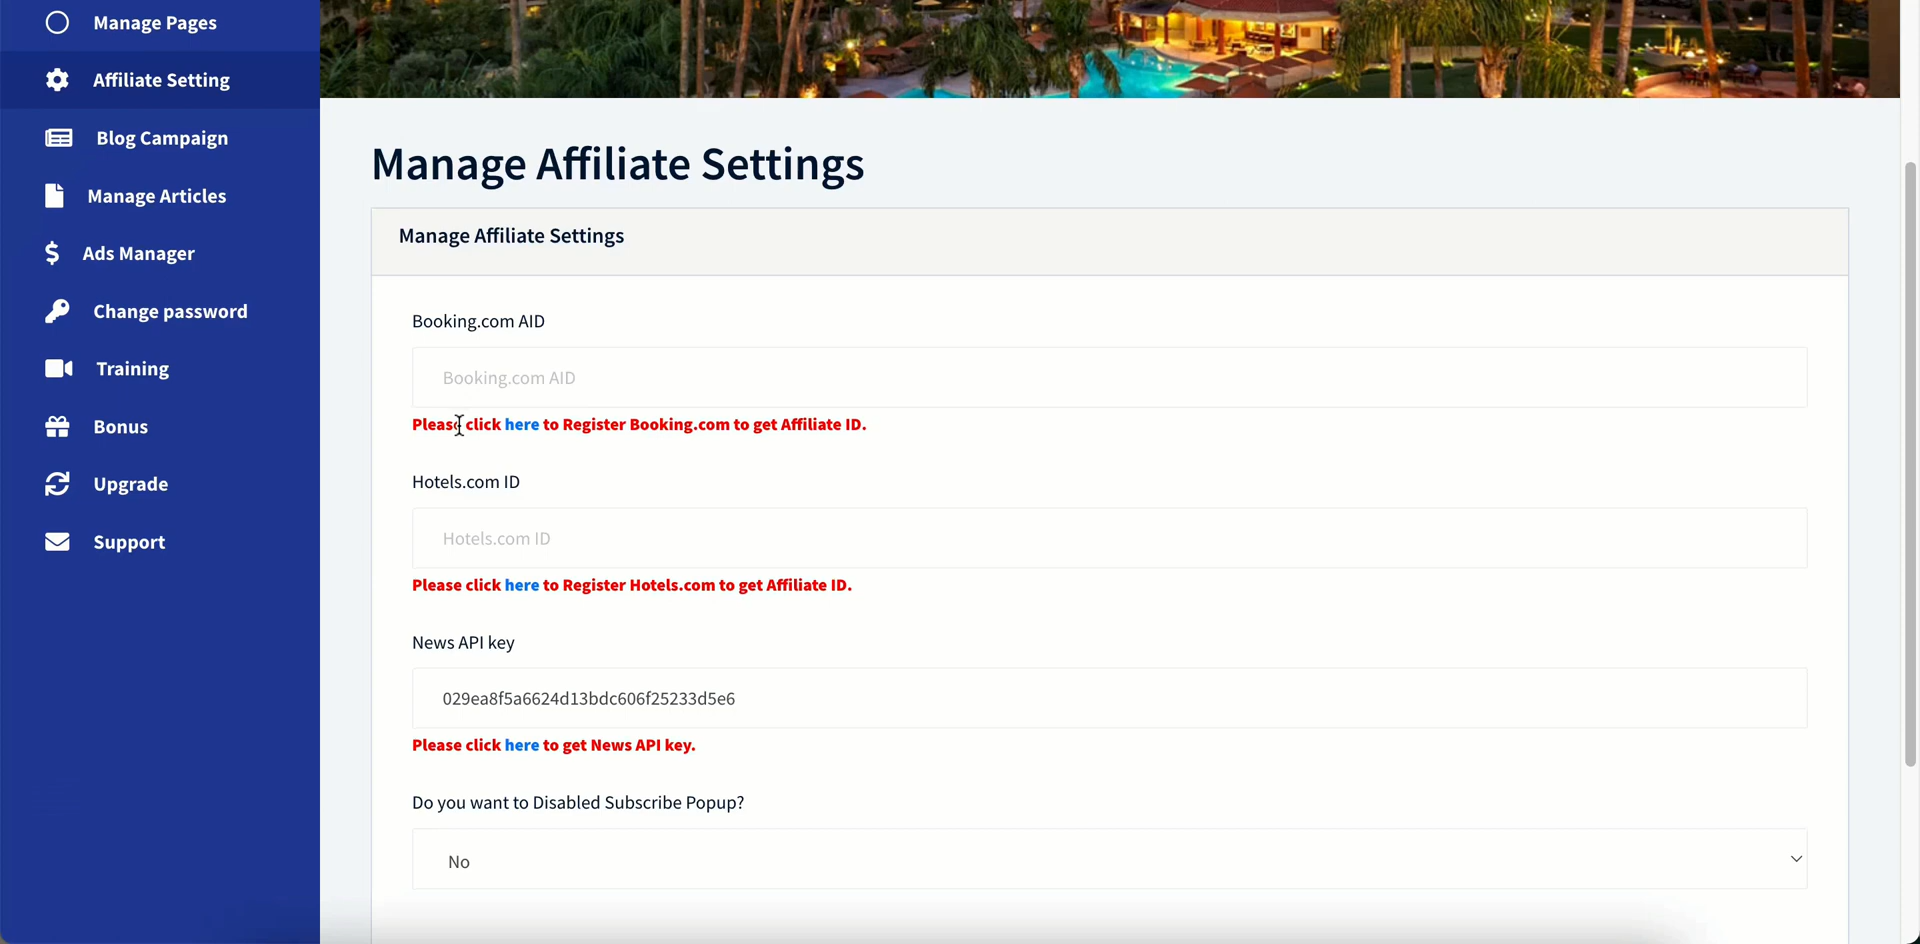 Manage Pages
Affiliate Setting
Blog Campaign
Manage Articles
Ads Manager
Change password
Training
Bonus
Upgrade
Support
Manage Affiliate Settings
Manage Affiliate Settings
Booking.com AID
Booking.com AID
Please click here to Register Booking.com to get Affiliate ID.
Hotels.com ID
Hotels.com ID
Please click here to Register Hotels.com to get Affiliate ID.
News API key
029ea8f5a6624d13bdc606f25233d5e6
Please click here to get News API key.
Do you want to Disabled Subscribe Popup?
No